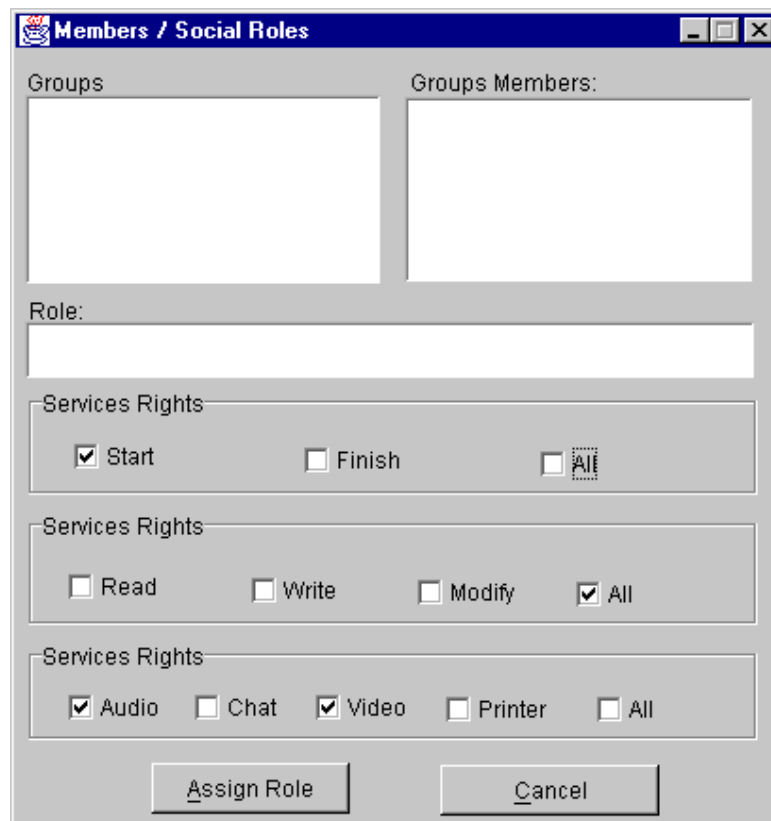 Members / Social Roles
Groups
Groups Members:
Role:
Services Rights
Start Finish All
Services Rights
Read Write Modify All
Services Rights
Audio Chat Video Printer All
Assign Role Cancel